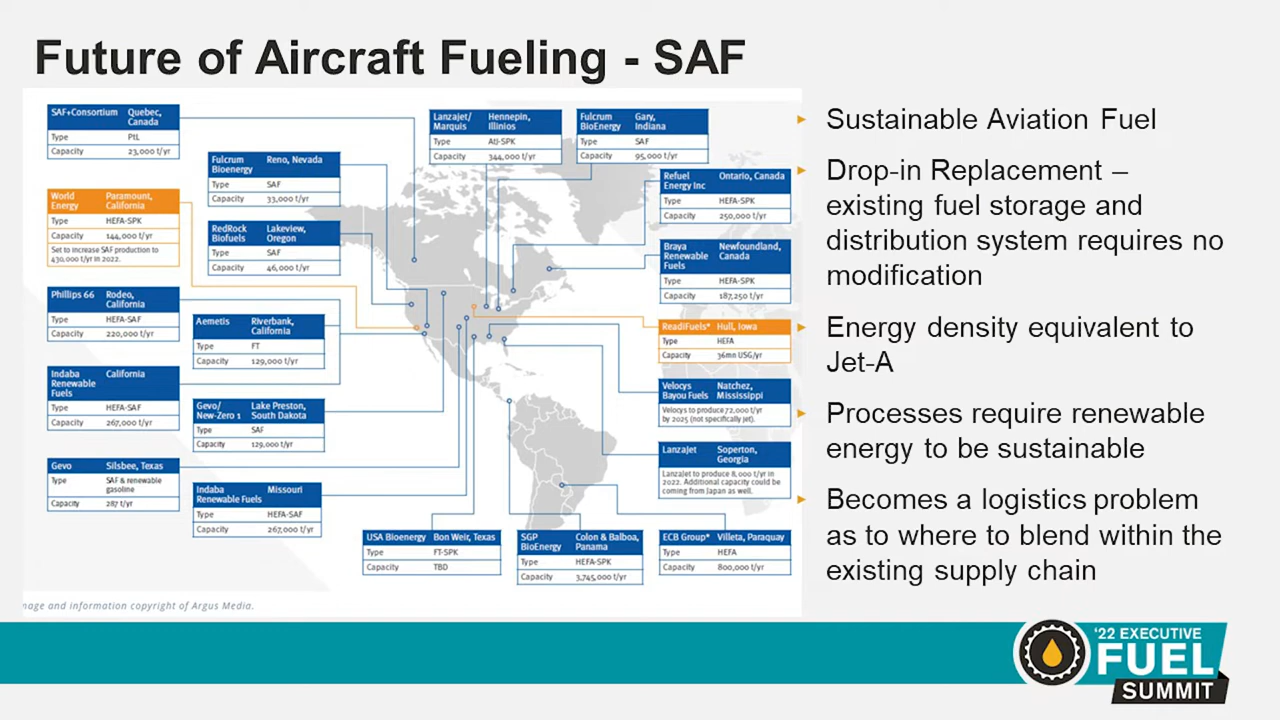 Future of Aircraft Fueling - SAF
SAF+Consortium Quebec, Canada
Type PtL
Capacity 23,000 t/yr
Fulcrum Bioenergy Reno, Nevada
Type SAF
Capacity 33,000 t/yr
World Energy Paramount, California
Type HEFA-SPK
Capacity 144,000 t/yr
Set to increase SAF production to
430,000 t/yr in 2022.
RedRock Biofuels Lakeview, Oregon
Type SAF
Capacity 46,000 t/yr
Phillips 66 Rodeo, California
Type HEFA-SAF
Capacity 220,000 t/yr
Aemetis Riverbank, California
Type FT
Capacity 129,000 t/yr
Indaba Renewable Fuels California
Type HEFA-SAF
Capacity 267,000 t/yr
Gevo/ New-Zero 1 Lake Preston, South Dakota
Type SAF
Capacity 129,000 t/yr
Gevo Silsbee, Texas
Type SAF & renewable gasoline
Capacity 287 t/yr
Indaba Renewable Fuels Missouri
Type HEFA-SAF
Capacity 267,000 t/yr
Lanzajet/ Marquis Hennepin, Illinios
Type AtJ-SPK
Capacity 344,000 t/yr
Fulcrum BioEnergy Gary, Indiana
Type SAF
Capacity 95,000 t/yr
Refuel Energy Inc Ontario, Canada
Type HEFA-SPK
Capacity 250,000 t/yr
Braya Renewable Fuels Newfoundland, Canada
Type HEFA-SPK
Capacity 187,250 t/yr
ReadiFuels* Hull, Iowa
Type HEFA
Capacity 36mn USG/yr
Velocys Bayou Fuels Natchez, Mississippi
Velocys to produce 72,000 t/yr
by 2025 (not specifically jet).
LanzaJet Soperton, Georgia
LanzaJet to produce 8,000 t/yr in
2022. Additional capacity could be
coming from Japan as well.
USA Bioenergy Bon Weir, Texas
Type FT-SPK
Capacity TBD
SGP BioEnergy Colon & Balboa, Panama
Type HEFA-SPK
Capacity 3,745,000 t/yr
ECB Group* Villeta, Paraquay
Type HEFA
Capacity 800,000 t/yr
mage and information copyright of Argus Media.
Sustainable Aviation Fuel
Drop-in Replacement –
existing fuel storage and
distribution system requires no
modification
Energy density equivalent to
Jet-A
Processes require renewable
energy to be sustainable
Becomes a logistics problem
as to where to blend within the
existing supply chain
'22 EXECUTIVE
FUEL
SUMMIT